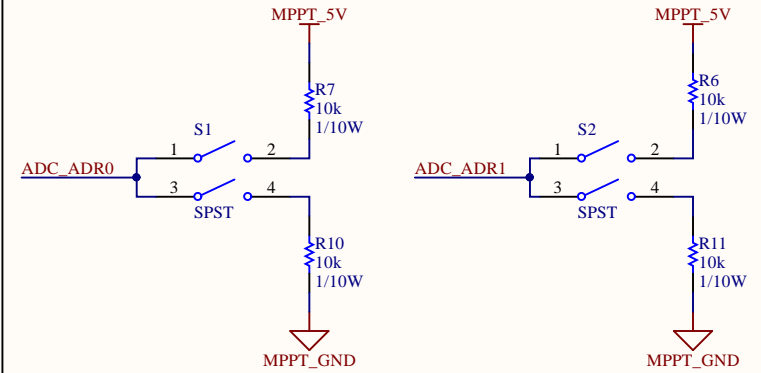 MPPT_5V
R7
10k
1/10W
S1
1
2
ADC_ADR0
3
4
SPST
R10
10k
1/10W
MPPT_GND
MPPT_5V
R6
10k
1/10W
S2
1
2
ADC_ADR1
3
4
SPST
R11
10k
1/10W
MPPT_GND